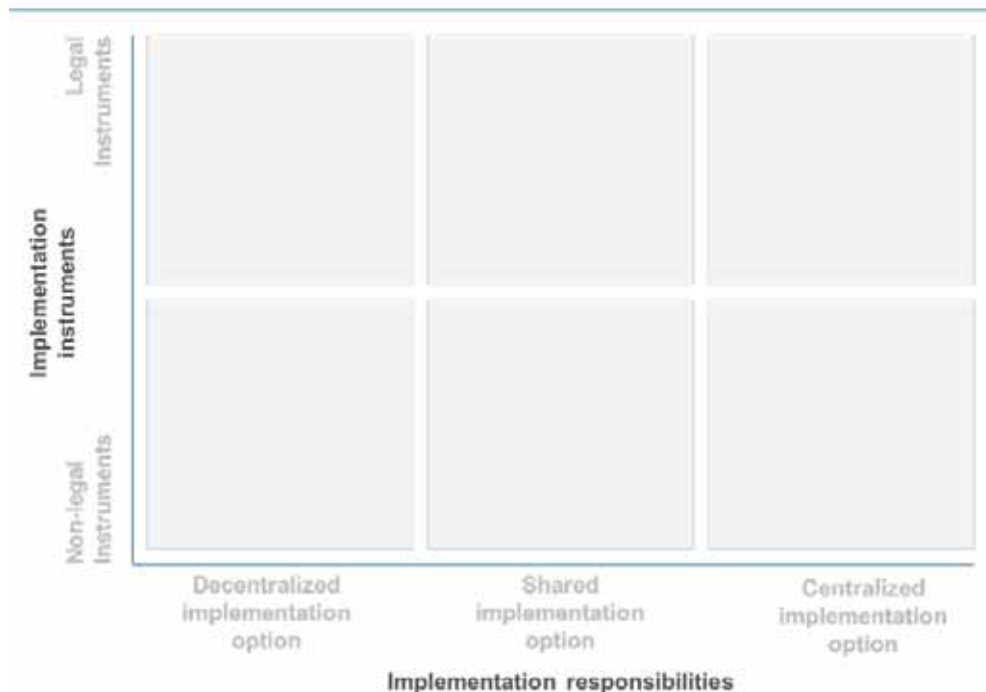 Legal
Instruments
Implementation
instruments
Non-legal
Instruments
Decentralized
implementation
option
Shared
implementation
option
Centralized
implementation
option
Implementation responsibilities